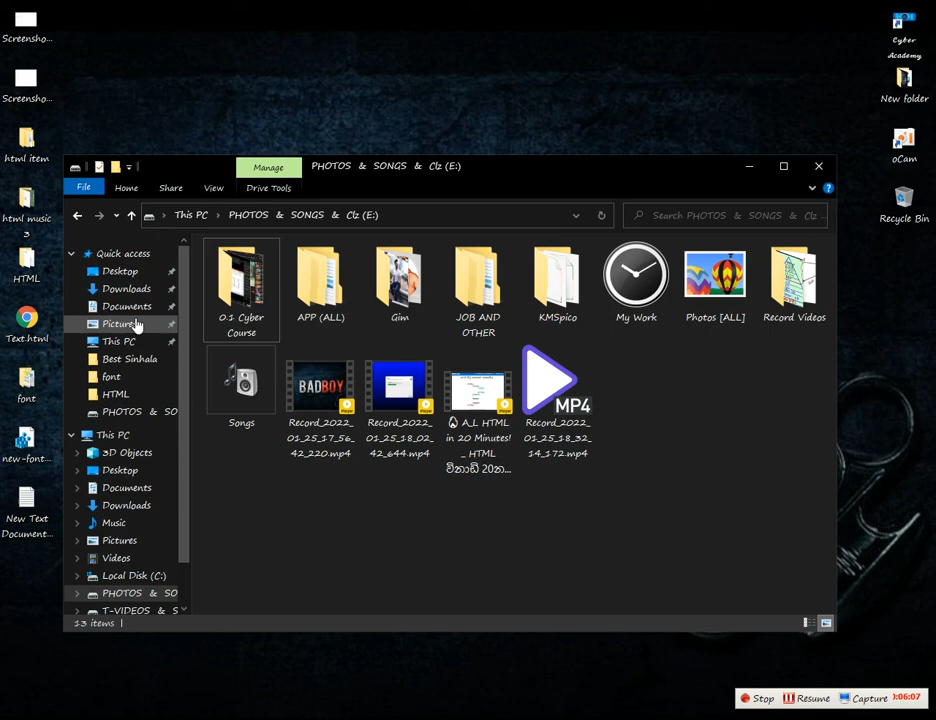 Screensho...
Screensho...
html item
html music
3
HTML
Text.html
font
new-font...
New Text
Document...
Cyber
Academy
New folder
oCam
Recycle Bin
Manage
PHOTOS & SONGS & Clz (E:)
File
Home
Share
View
Drive Tools
This PC
PHOTOS & SONGS & Clz (E:)
Search PHOTOS & SONGS & Clz ...
Quick access
Desktop
Downloads
Documents
Pictures
This PC
Best Sinhala
font
HTML
PHOTOS & SO
This PC
3D Objects
Desktop
Documents
Downloads
Music
Pictures
Videos
Local Disk (C:)
PHOTOS & SO
T-VIDEOS & S
0.1 Cyber
Course
APP (ALL)
Gim
JOB AND
OTHER
KMSpico
My Work
Photos [ALL]
Record Videos
Songs
BADBOY
Record_2022_
01_25_17_56_
42_220.mp4
Record_2022_
01_25_18_02_
42_644.mp4
A_L HTML
in 20 Minutes!
_ HTML
විනාඩි 20න...
MP4
Record_2022_
01_25_18_32_
14_172.mp4
13 items
Stop
Resume
Capture
0:06:07